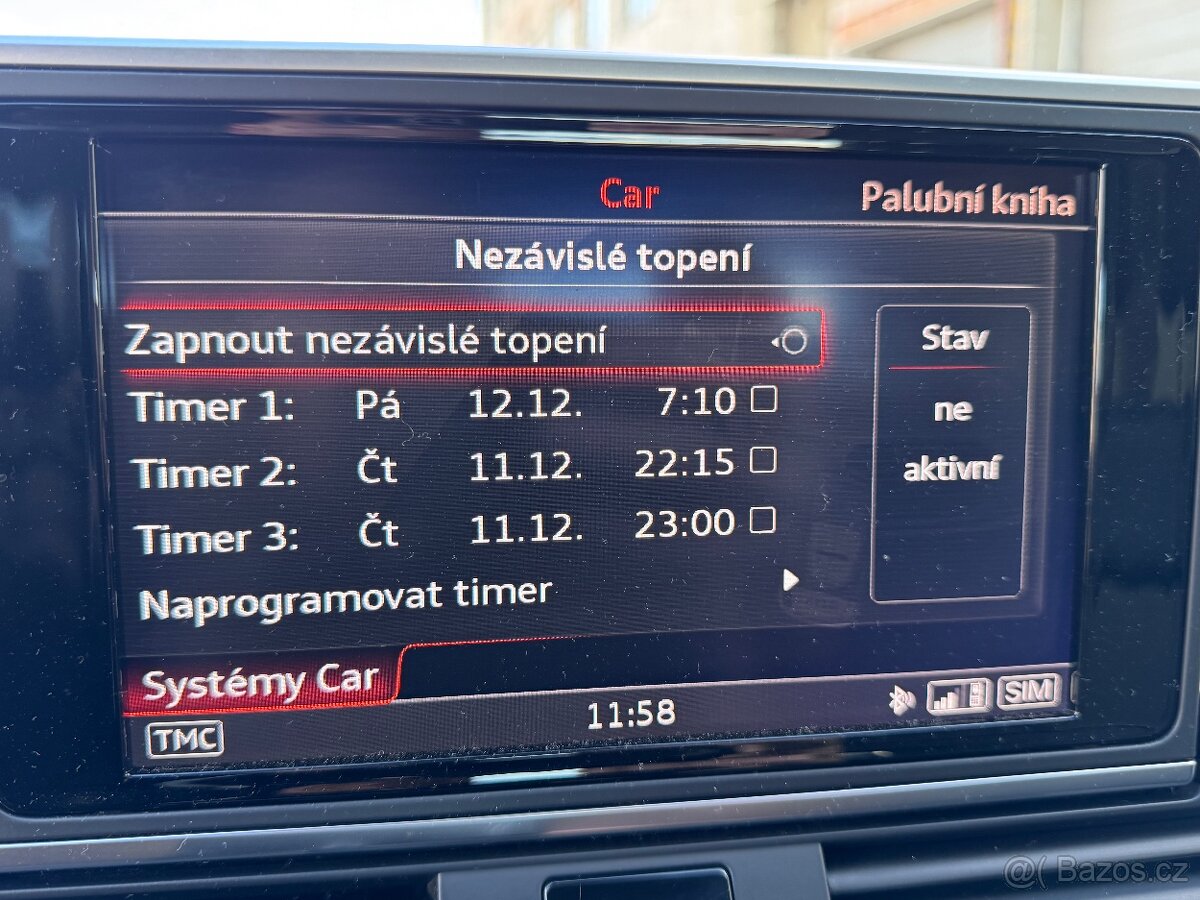 Car
Palubní kniha
Nezávislé topení
Zapnout nezávislé topení
Timer 1: Pá 12.12. 7:10
Timer 2: Čt 11.12. 22:15
Timer 3: Čt 11.12. 23:00
Naprogramovat timer
Stav
ne
aktivní
Systémy Car
TMC
11:58
SIM
@( Bazos.cz